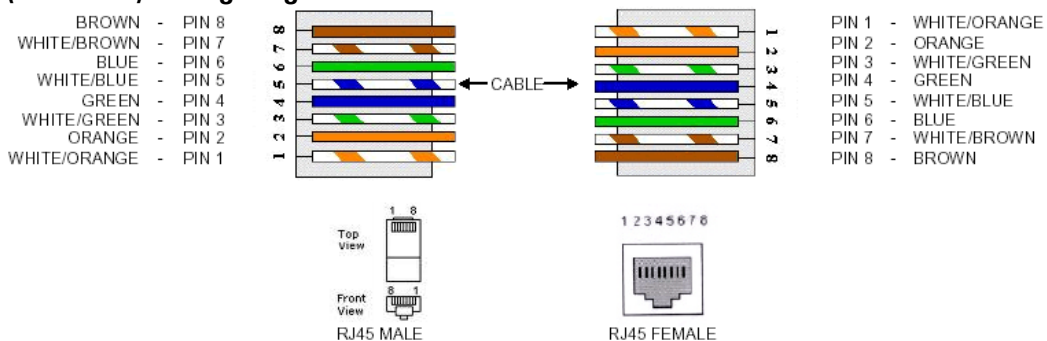 BROWN - PIN 8
WHITE/BROWN - PIN 7
BLUE - PIN 6
WHITE/BLUE - PIN 5
GREEN - PIN 4
WHITE/GREEN - PIN 3
ORANGE - PIN 2
WHITE/ORANGE - PIN 1
8
7
6
5
4
3
2
1
CABLE
1
2
3
4
5
6
7
8
PIN 1 - WHITE/ORANGE
PIN 2 - ORANGE
PIN 3 - WHITE/GREEN
PIN 4 - GREEN
PIN 5 - WHITE/BLUE
PIN 6 - BLUE
PIN 7 - WHITE/BROWN
PIN 8 - BROWN
1 8
Top
View
8 1
Front
View
RJ45 MALE
1 2 3 4 5 6 7 8
RJ45 FEMALE